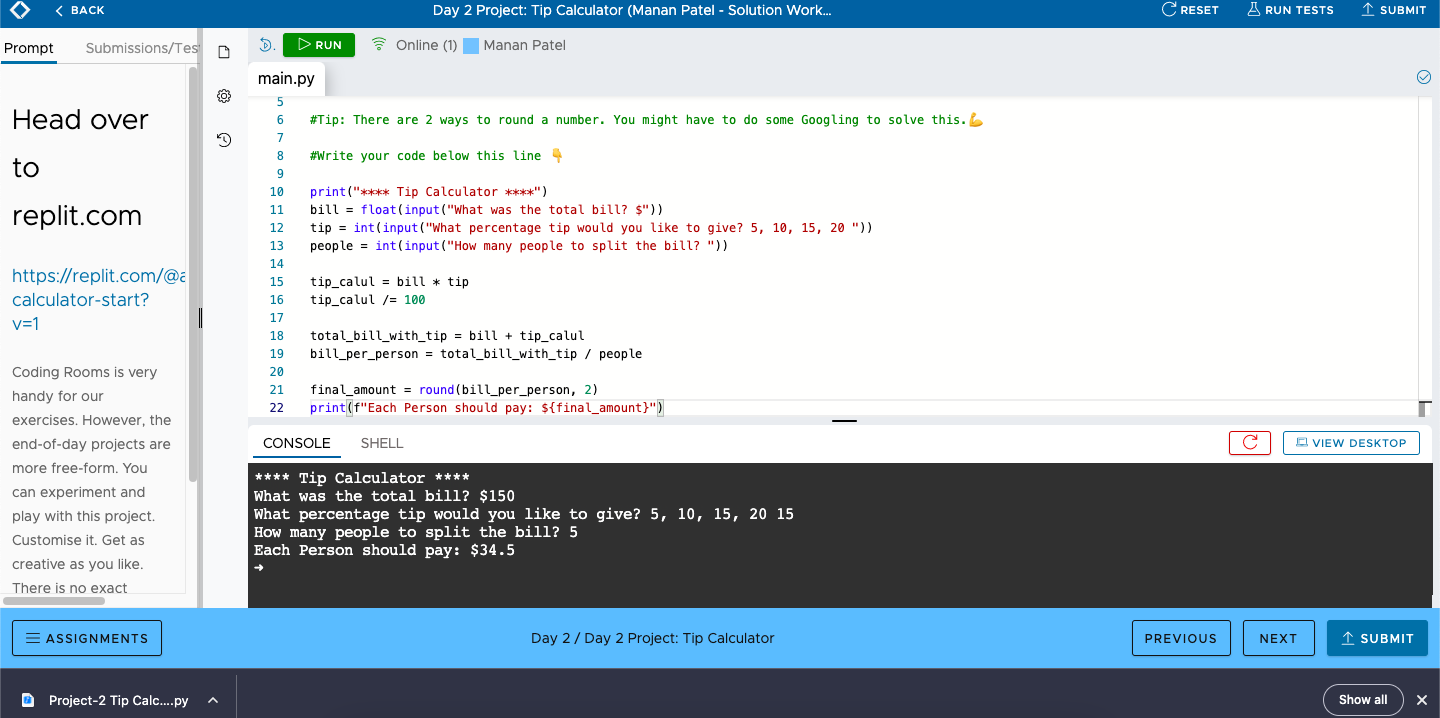 BACK
Day 2 Project: Tip Calculator (Manan Patel - Solution Work...
RESET
RUN TESTS
SUBMIT
Prompt
Submissions/Tes
RUN
Online (1)
Manan Patel
main.py
Head over
to
replit.com
https://replit.com/@a
calculator-start?
v=1
Coding Rooms is very
handy for our
exercises. However, the
end-of-day projects are
more free-form. You
can experiment and
play with this project.
Customise it. Get as
creative as you like.
There is no exact
5
6 #Tip: There are 2 ways to round a number. You might have to do some Googling to solve this.💪
7
8 #Write your code below this line 👇
9
10 print("**** Tip Calculator ****")
11 bill = float(input("What was the total bill? $"))
12 tip = int(input("What percentage tip would you like to give? 5, 10, 15, 20 "))
13 people = int(input("How many people to split the bill? "))
14
15 tip_calul = bill * tip
16 tip_calul /= 100
17
18 total_bill_with_tip = bill + tip_calul
19 bill_per_person = total_bill_with_tip / people
20
21 final_amount = round(bill_per_person, 2)
22 print(f"Each Person should pay: ${final_amount}")
CONSOLE
SHELL
VIEW DESKTOP
**** Tip Calculator ****
What was the total bill? $150
What percentage tip would you like to give? 5, 10, 15, 20 15
How many people to split the bill? 5
Each Person should pay: $34.5
➜
ASSIGNMENTS
Day 2 / Day 2 Project: Tip Calculator
PREVIOUS
NEXT
SUBMIT
Project-2 Tip Calc....py
Show all